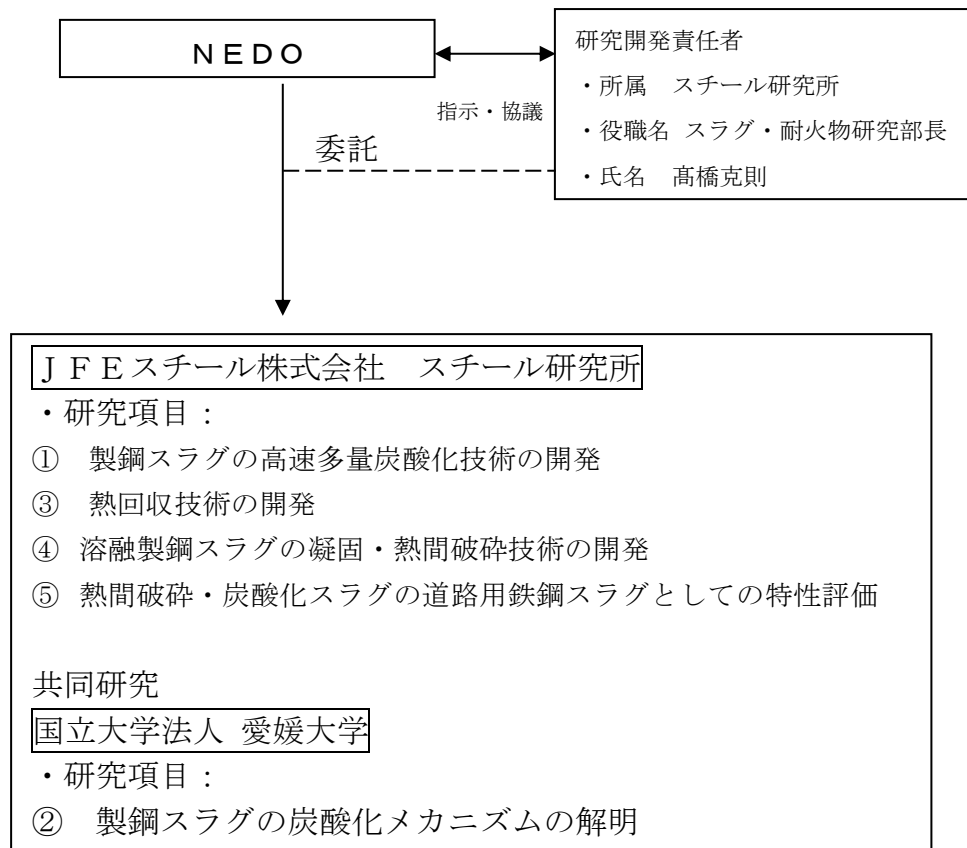 ＮＥＤＯ
研究開発責任者
・所属　スチール研究所
・役職名 スラグ・耐火物研究部長
・氏名　髙橋克則
指示・協議
委託
ＪＦＥスチール株式会社　スチール研究所
・研究項目：
①　製鋼スラグの高速多量炭酸化技術の開発
③　熱回収技術の開発
④ 溶融製鋼スラグの凝固・熱間破砕技術の開発
⑤ 熱間破砕・炭酸化スラグの道路用鉄鋼スラグとしての特性評価
共同研究
国立大学法人 愛媛大学
・研究項目：
②　製鋼スラグの炭酸化メカニズムの解明